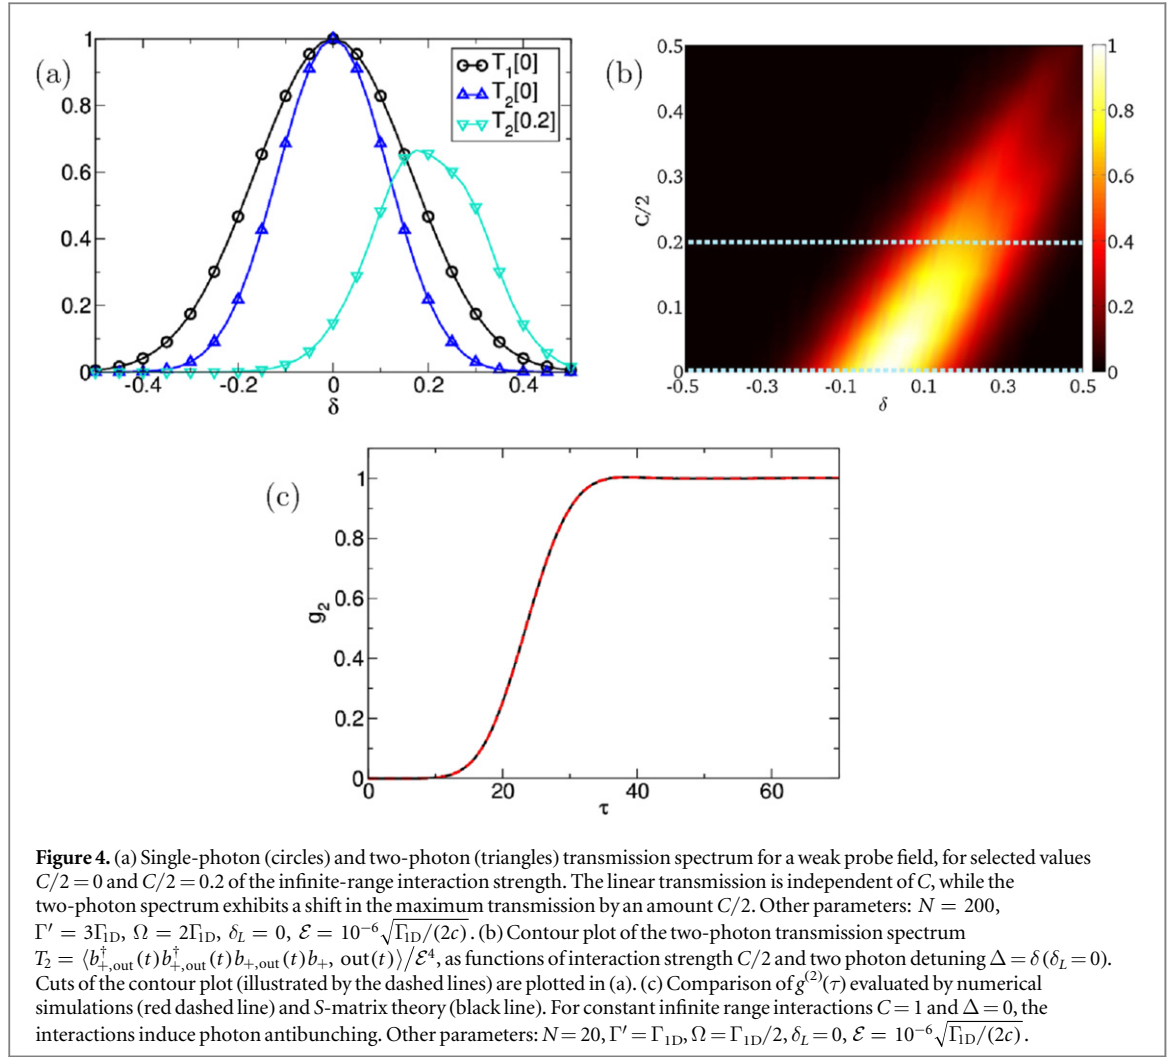 (a)
1
0.8
0.6
0.4
0.2
0
-0.4
-0.2
0
0.2
0.4
δ
T₁[0]
T₂[0]
T₂[0.2]
(b)
C/2
0.5
0.4
0.3
0.2
0.1
0
-0.5
-0.3
-0.1
0.1
0.3
0.5
δ
1
0.8
0.6
0.4
0.2
0
(c)
g₂
1
0.8
0.6
0.4
0.2
0
0
20
40
60
τ
Figure 4. (a) Single-photon (circles) and two-photon (triangles) transmission spectrum for a weak probe field, for selected values
C/2 = 0 and C/2 = 0.2 of the infinite-range interaction strength. The linear transmission is independent of C, while the
two-photon spectrum exhibits a shift in the maximum transmission by an amount C/2. Other parameters: N = 200,
Γ′ = 3Γ₁D, Ω = 2Γ₁D, δL = 0, ℰ = 10⁻⁶√(Γ₁D/(2c)). (b) Contour plot of the two-photon transmission spectrum
T₂ = ⟨b†₊,out(t)b†₊,out(t)b₊,out(t)b₊, out(t)⟩/ℰ⁴, as functions of interaction strength C/2 and two photon detuning Δ = δ (δL = 0).
Cuts of the contour plot (illustrated by the dashed lines) are plotted in (a). (c) Comparison of g⁽²⁾(τ) evaluated by numerical
simulations (red dashed line) and S-matrix theory (black line). For constant infinite range interactions C = 1 and Δ = 0, the
interactions induce photon antibunching. Other parameters: N = 20, Γ′ = Γ₁D, Ω = Γ₁D/2, δL = 0, ℰ = 10⁻⁶√(Γ₁D/(2c)).